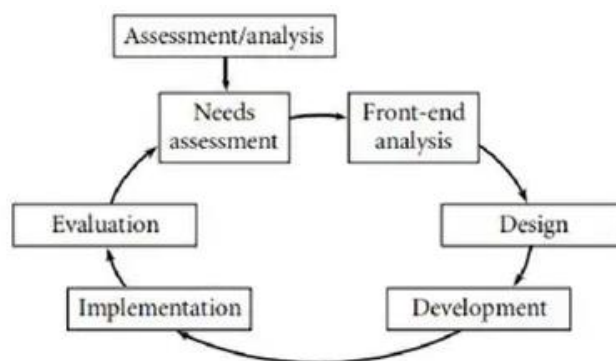 Assessment/analysis
Needs
assessment
Front-end
analysis
Evaluation
Design
Implementation
Development